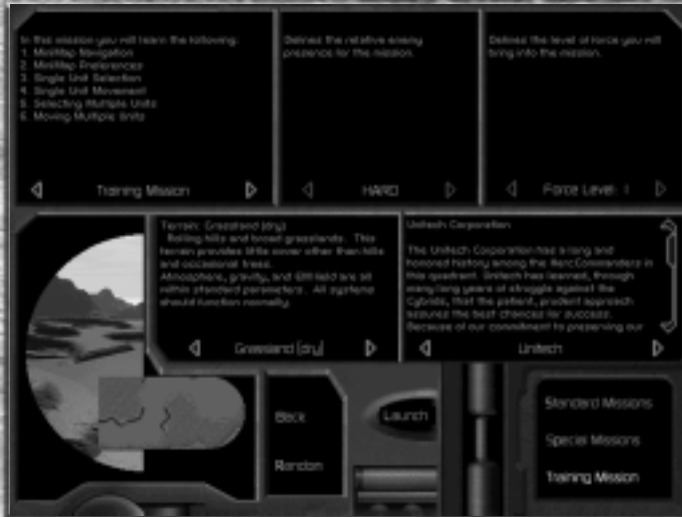 In this mission you will learn the following:
1. MiniMap Navigation
2. MiniMap Preferences
3. Single Unit Selection
4. Single Unit Movement
5. Selecting Multiple Units
6. Moving Multiple Units
Training Mission
Defines the relative enemy
presence for the mission.
HARD
Defines the level of force you will
bring into the mission.
Force Level: 1
Terrain: Grassland (dry)
Rolling hills and broad grasslands. This
terrain provides little cover other than hills
and occasional trees.
Atmosphere, gravity, and EM field are all
within standard parameters. All systems
should function normally.
Grassland (dry)
Unitech Corporation
The Unitech Corporation has a long and
honored history among the HercCommanders in
this quadrant. Unitech has learned, through
many long years of struggle against the
Cybrids, that the patient, prudent approach
assures the best chances for success.
Because of our commitment to preserving our
Unitech
Back
Random
Launch
Standard Missions
Special Missions
Training Mission